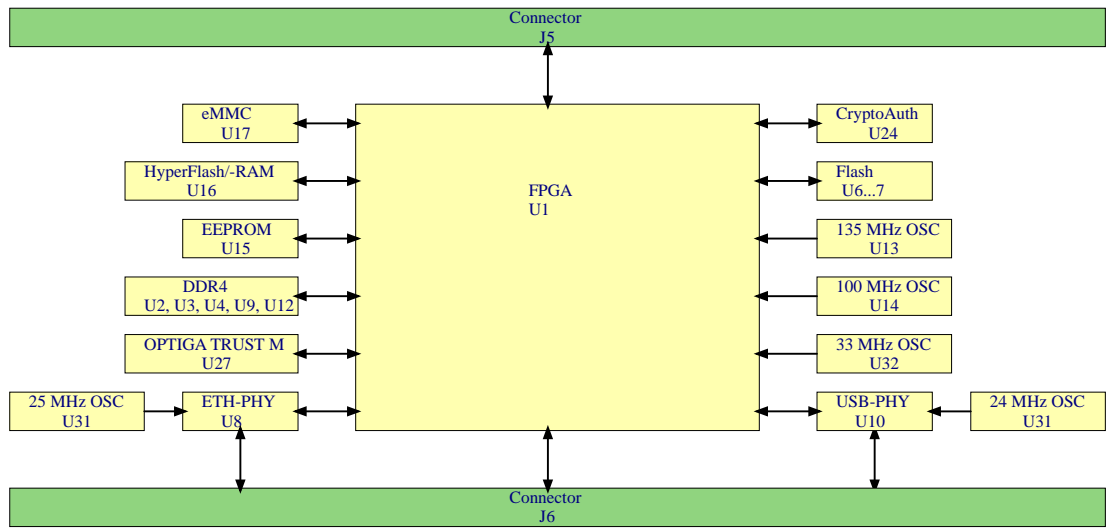 Connector
J5
eMMC
U17
CryptoAuth
U24
HyperFlash/-RAM
U16
Flash
U6...7
FPGA
U1
EEPROM
U15
135 MHz OSC
U13
DDR4
U2, U3, U4, U9, U12
100 MHz OSC
U14
OPTIGA TRUST M
U27
33 MHz OSC
U32
25 MHz OSC
U31
ETH-PHY
U8
USB-PHY
U10
24 MHz OSC
U31
Connector
J6